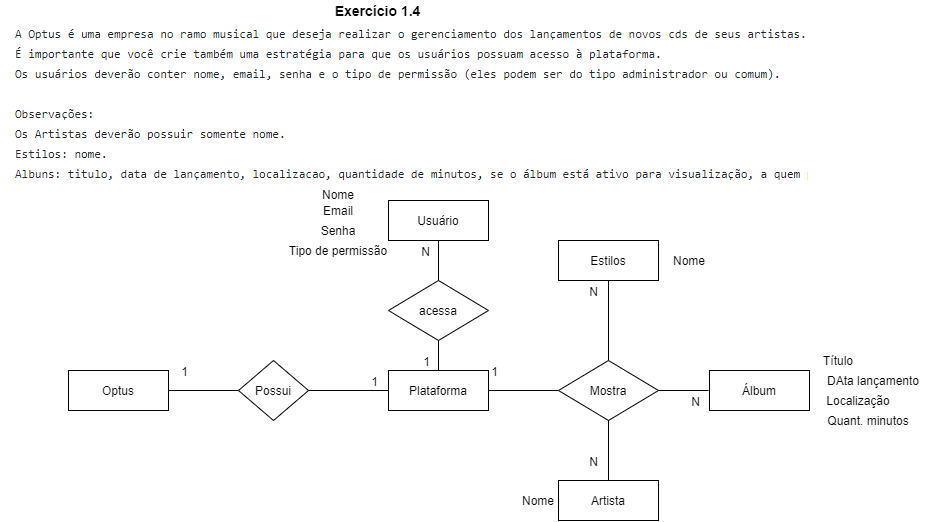 Exercício 1.4
A Optus é uma empresa no ramo musical que deseja realizar o gerenciamento dos lançamentos de novos cds de seus artistas.
É importante que você crie também uma estratégia para que os usuários possuam acesso à plataforma.
Os usuários deverão conter nome, email, senha e o tipo de permissão (eles podem ser do tipo administrador ou comum).
Observações:
Os Artistas deverão possuir somente nome.
Estilos: nome.
Albuns: titulo, data de lançamento, localizacao, quantidade de minutos, se o álbum está ativo para visualização, a quem
Nome
Email
Senha
Tipo de permissão
Usuário
N
acessa
1
Estilos
Nome
N
Optus
1
Possui
1
Plataforma
1
Mostra
N
Álbum
Título
DAta lançamento
Localização
Quant. minutos
N
Nome
Artista